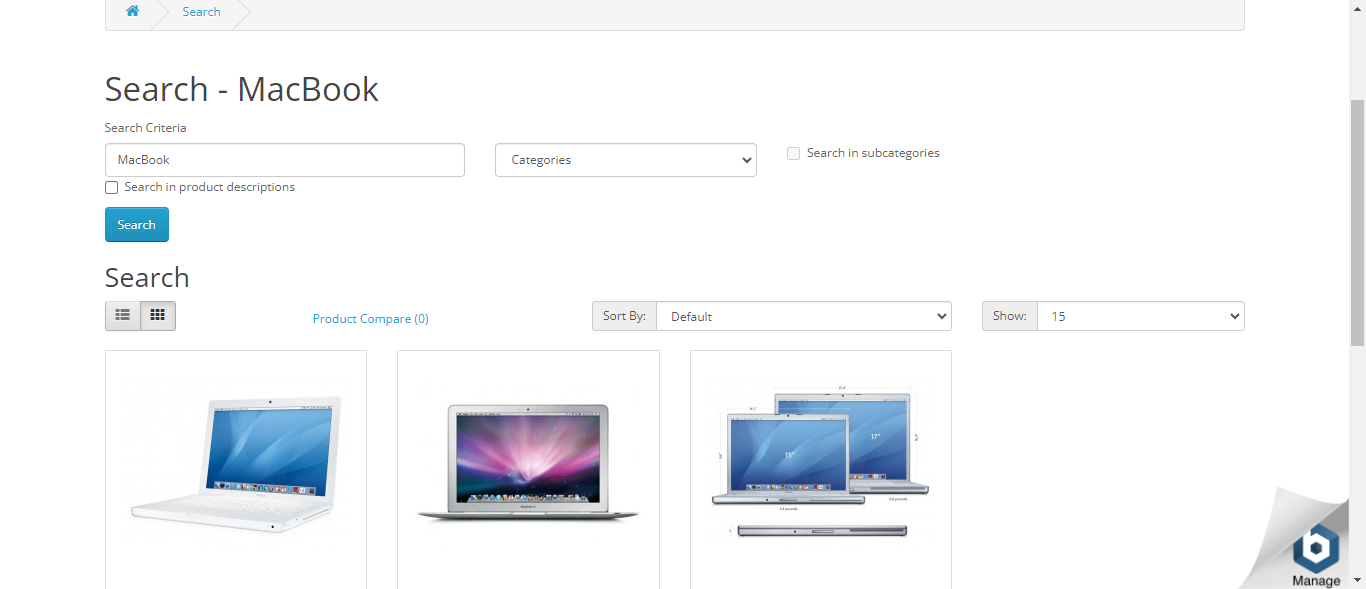 Search
Search - MacBook
Search Criteria
MacBook
Categories
Search in subcategories
Search in product descriptions
Search
Search
Product Compare (0)
Sort By:
Default
Show:
15
15"
17"
Manage